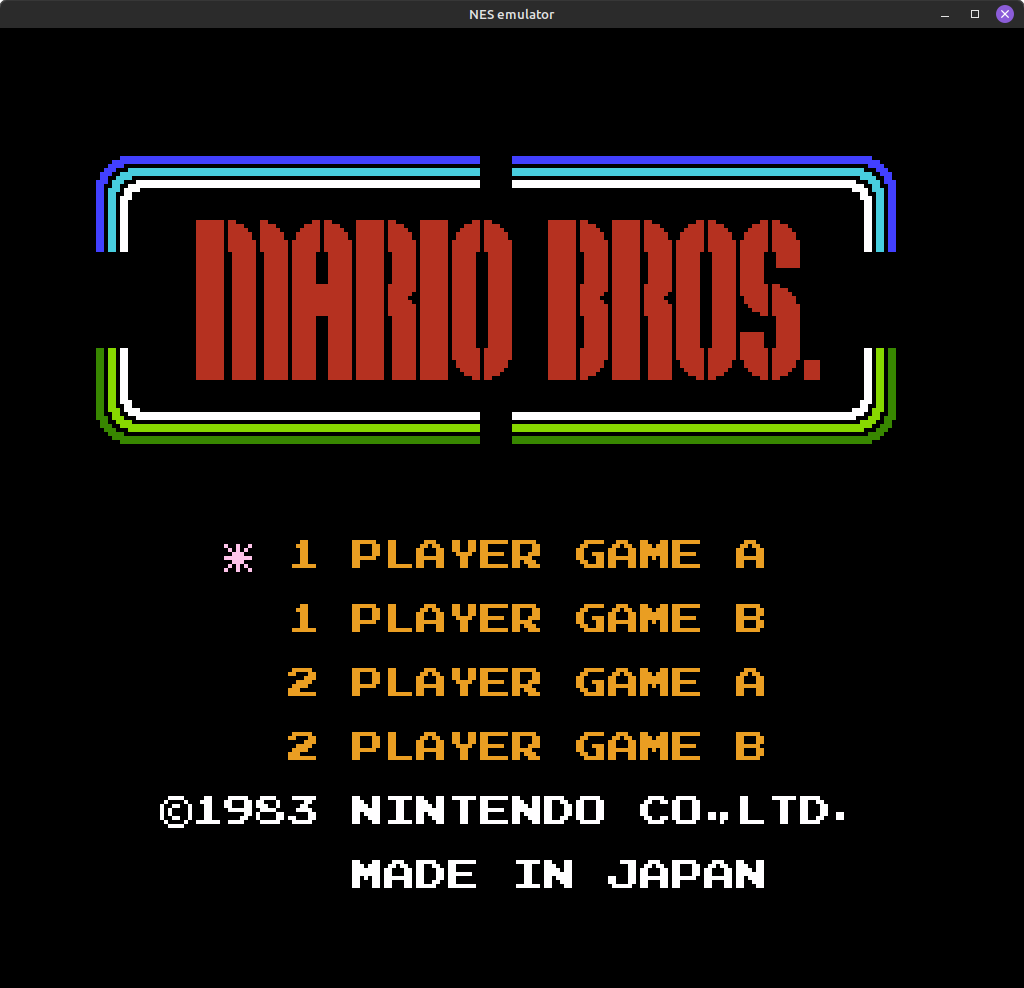 NES emulator
MARIO BROS.
1 PLAYER GAME A
1 PLAYER GAME B
2 PLAYER GAME A
2 PLAYER GAME B
©1983 NINTENDO CO.,LTD.
MADE IN JAPAN